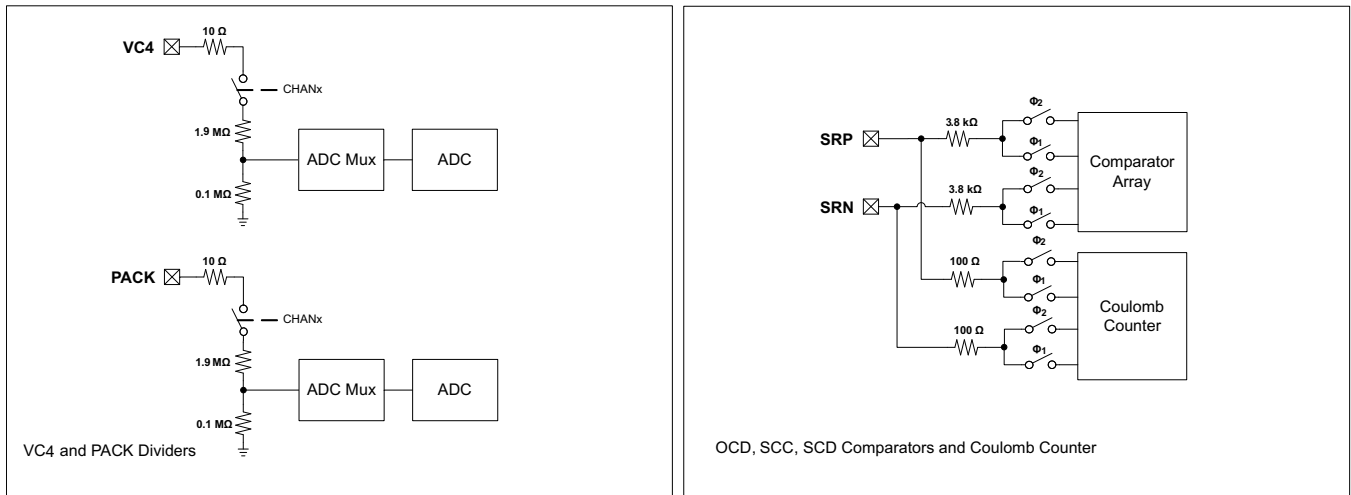 10 Ω
VC4
CHANx
1.9 MΩ
ADC Mux
ADC
0.1 MΩ
10 Ω
PACK
CHANx
1.9 MΩ
ADC Mux
ADC
0.1 MΩ
VC4 and PACK Dividers
Φ2
3.8 kΩ
SRP
Φ1
Comparator
Array
3.8 kΩ
Φ2
SRN
Φ1
Φ2
100 Ω
Φ1
Coulomb
Counter
Φ2
100 Ω
Φ1
OCD, SCC, SCD Comparators and Coulomb Counter